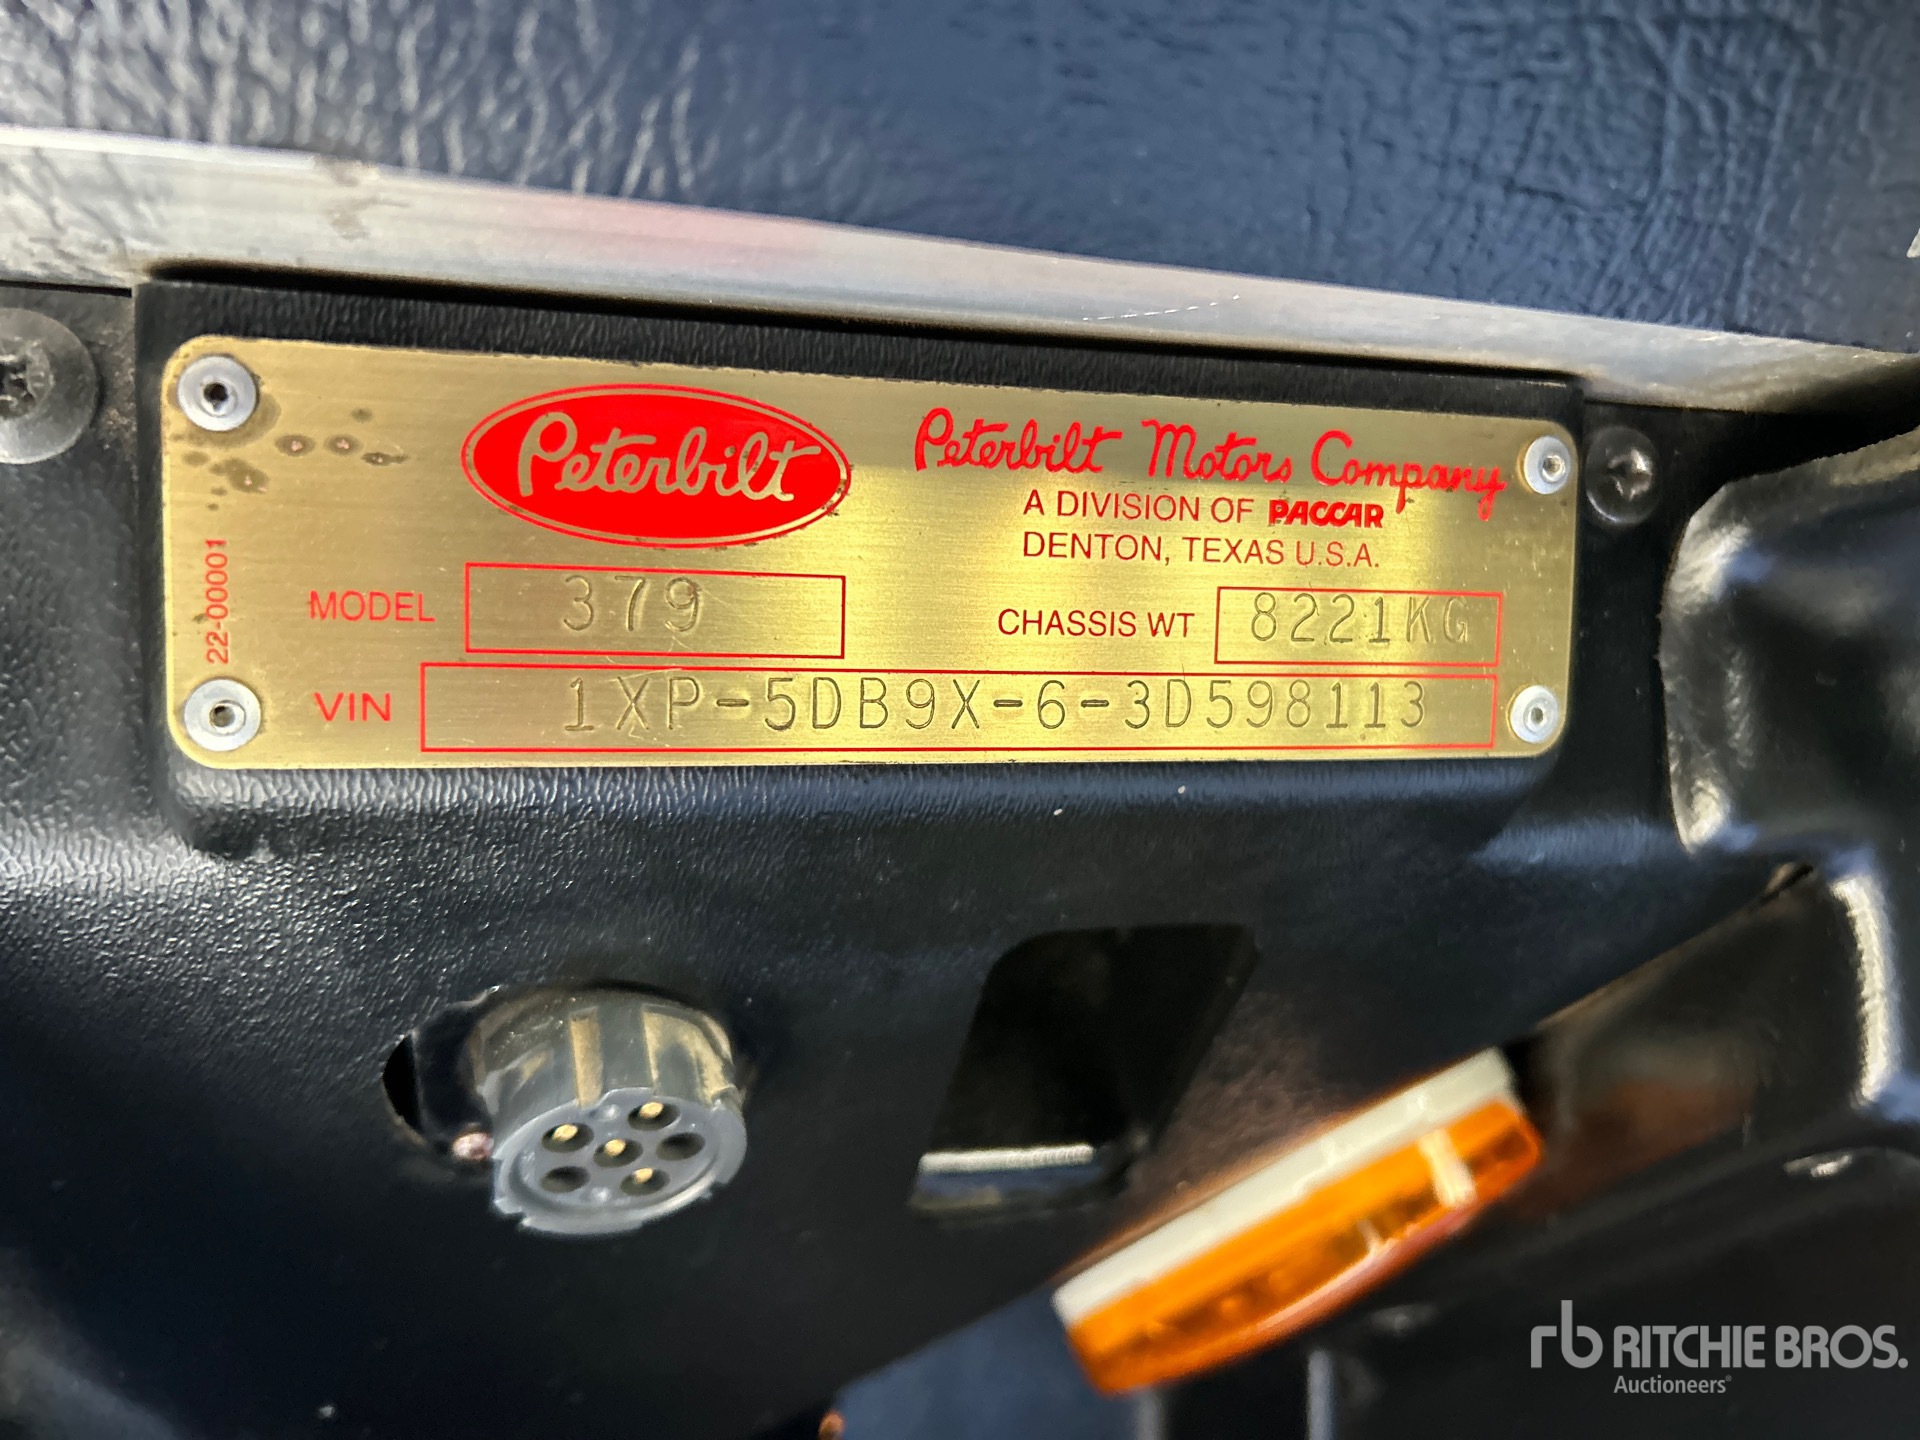 Peterbilt
Peterbilt Motors Company
A DIVISION OF PACCAR
DENTON, TEXAS U.S.A.
22-00001
MODEL 379
CHASSIS WT 8221KG
VIN 1XP-5DB9X-6-3D598113
rb RITCHIE BROS.
Auctioneers®